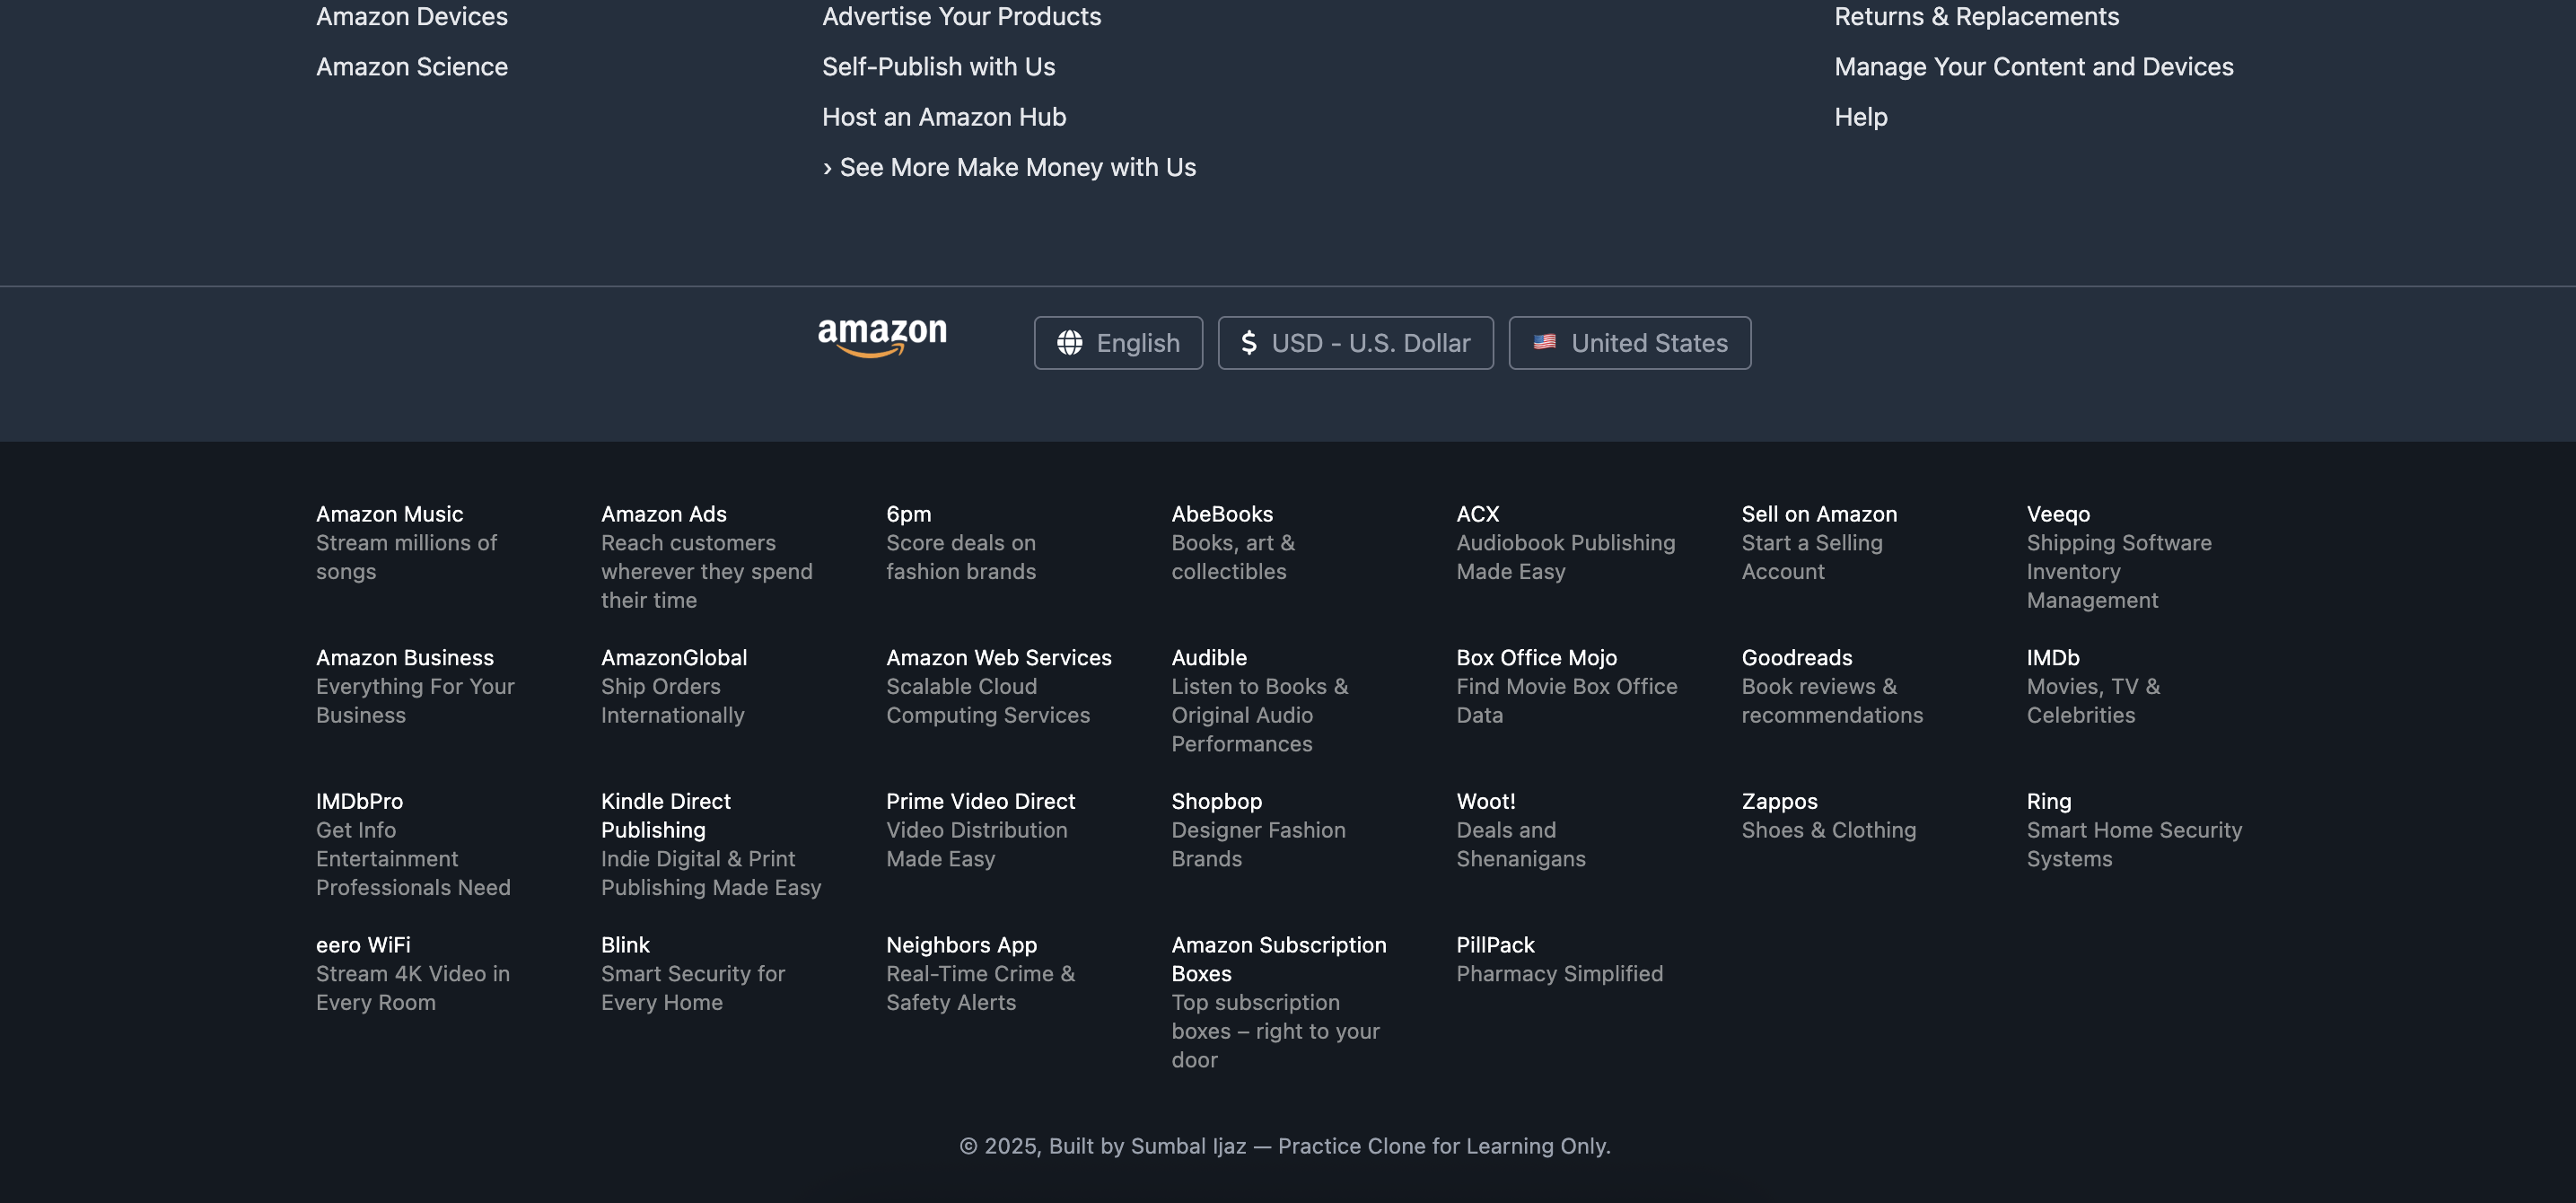 Amazon Devices
Amazon Science
Advertise Your Products
Self-Publish with Us
Host an Amazon Hub
› See More Make Money with Us
Returns & Replacements
Manage Your Content and Devices
Help
amazon
English
$ USD - U.S. Dollar
United States
Amazon Music
Stream millions of
songs
Amazon Ads
Reach customers
wherever they spend
their time
6pm
Score deals on
fashion brands
AbeBooks
Books, art &
collectibles
ACX
Audiobook Publishing
Made Easy
Sell on Amazon
Start a Selling
Account
Veeqo
Shipping Software
Inventory
Management
Amazon Business
Everything For Your
Business
AmazonGlobal
Ship Orders
Internationally
Amazon Web Services
Scalable Cloud
Computing Services
Audible
Listen to Books &
Original Audio
Performances
Box Office Mojo
Find Movie Box Office
Data
Goodreads
Book reviews &
recommendations
IMDb
Movies, TV &
Celebrities
IMDbPro
Get Info
Entertainment
Professionals Need
Kindle Direct
Publishing
Indie Digital & Print
Publishing Made Easy
Prime Video Direct
Video Distribution
Made Easy
Shopbop
Designer Fashion
Brands
Woot!
Deals and
Shenanigans
Zappos
Shoes & Clothing
Ring
Smart Home Security
Systems
eero WiFi
Stream 4K Video in
Every Room
Blink
Smart Security for
Every Home
Neighbors App
Real-Time Crime &
Safety Alerts
Amazon Subscription
Boxes
Top subscription
boxes – right to your
door
PillPack
Pharmacy Simplified
© 2025, Built by Sumbal Ijaz — Practice Clone for Learning Only.